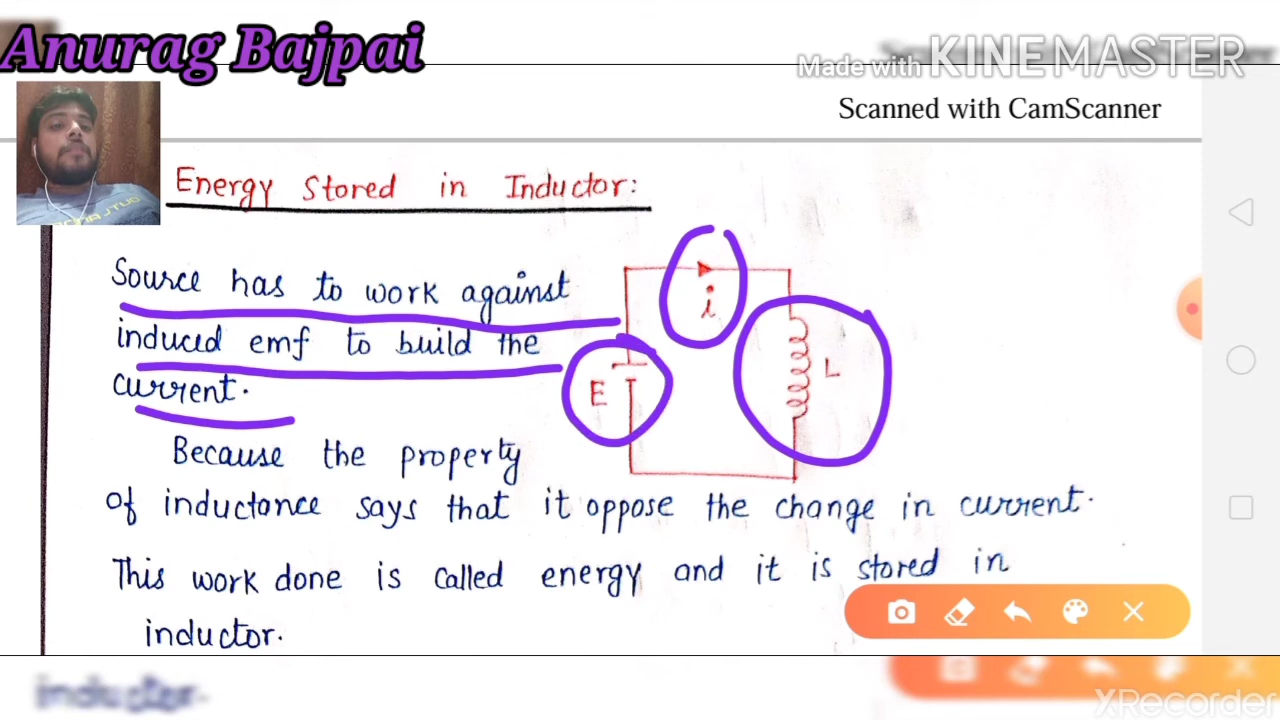 Anurag Bajpai
Made with KINEMASTER
Scanned with CamScanner
Energy Stored in Inductor:
Source has to work against
induced emf to build the
current.
i
E
L
Because the property
of inductance says that it oppose the change in current.
This work done is called energy and it is stored in
inductor.
inductor.
XRecorder